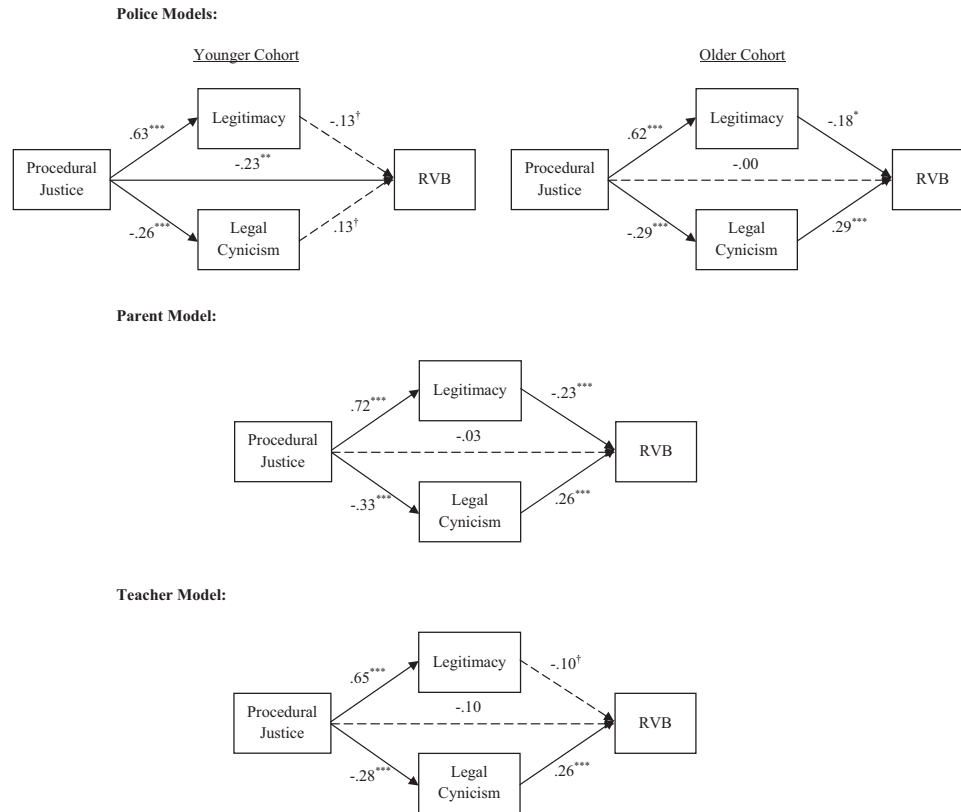 Police Models:
Younger Cohort
Older Cohort
Legitimacy
.63***
-.13†
Procedural
Justice
-.23**
RVB
-.26***
.13†
Legal
Cynicism
Legitimacy
.62***
-.18*
Procedural
Justice
-.00
RVB
-.29***
.29***
Legal
Cynicism
Parent Model:
Legitimacy
.72***
-.23***
Procedural
Justice
-.03
RVB
-.33***
.26***
Legal
Cynicism
Teacher Model:
Legitimacy
.65***
-.10†
Procedural
Justice
-.10
RVB
-.28***
.26***
Legal
Cynicism